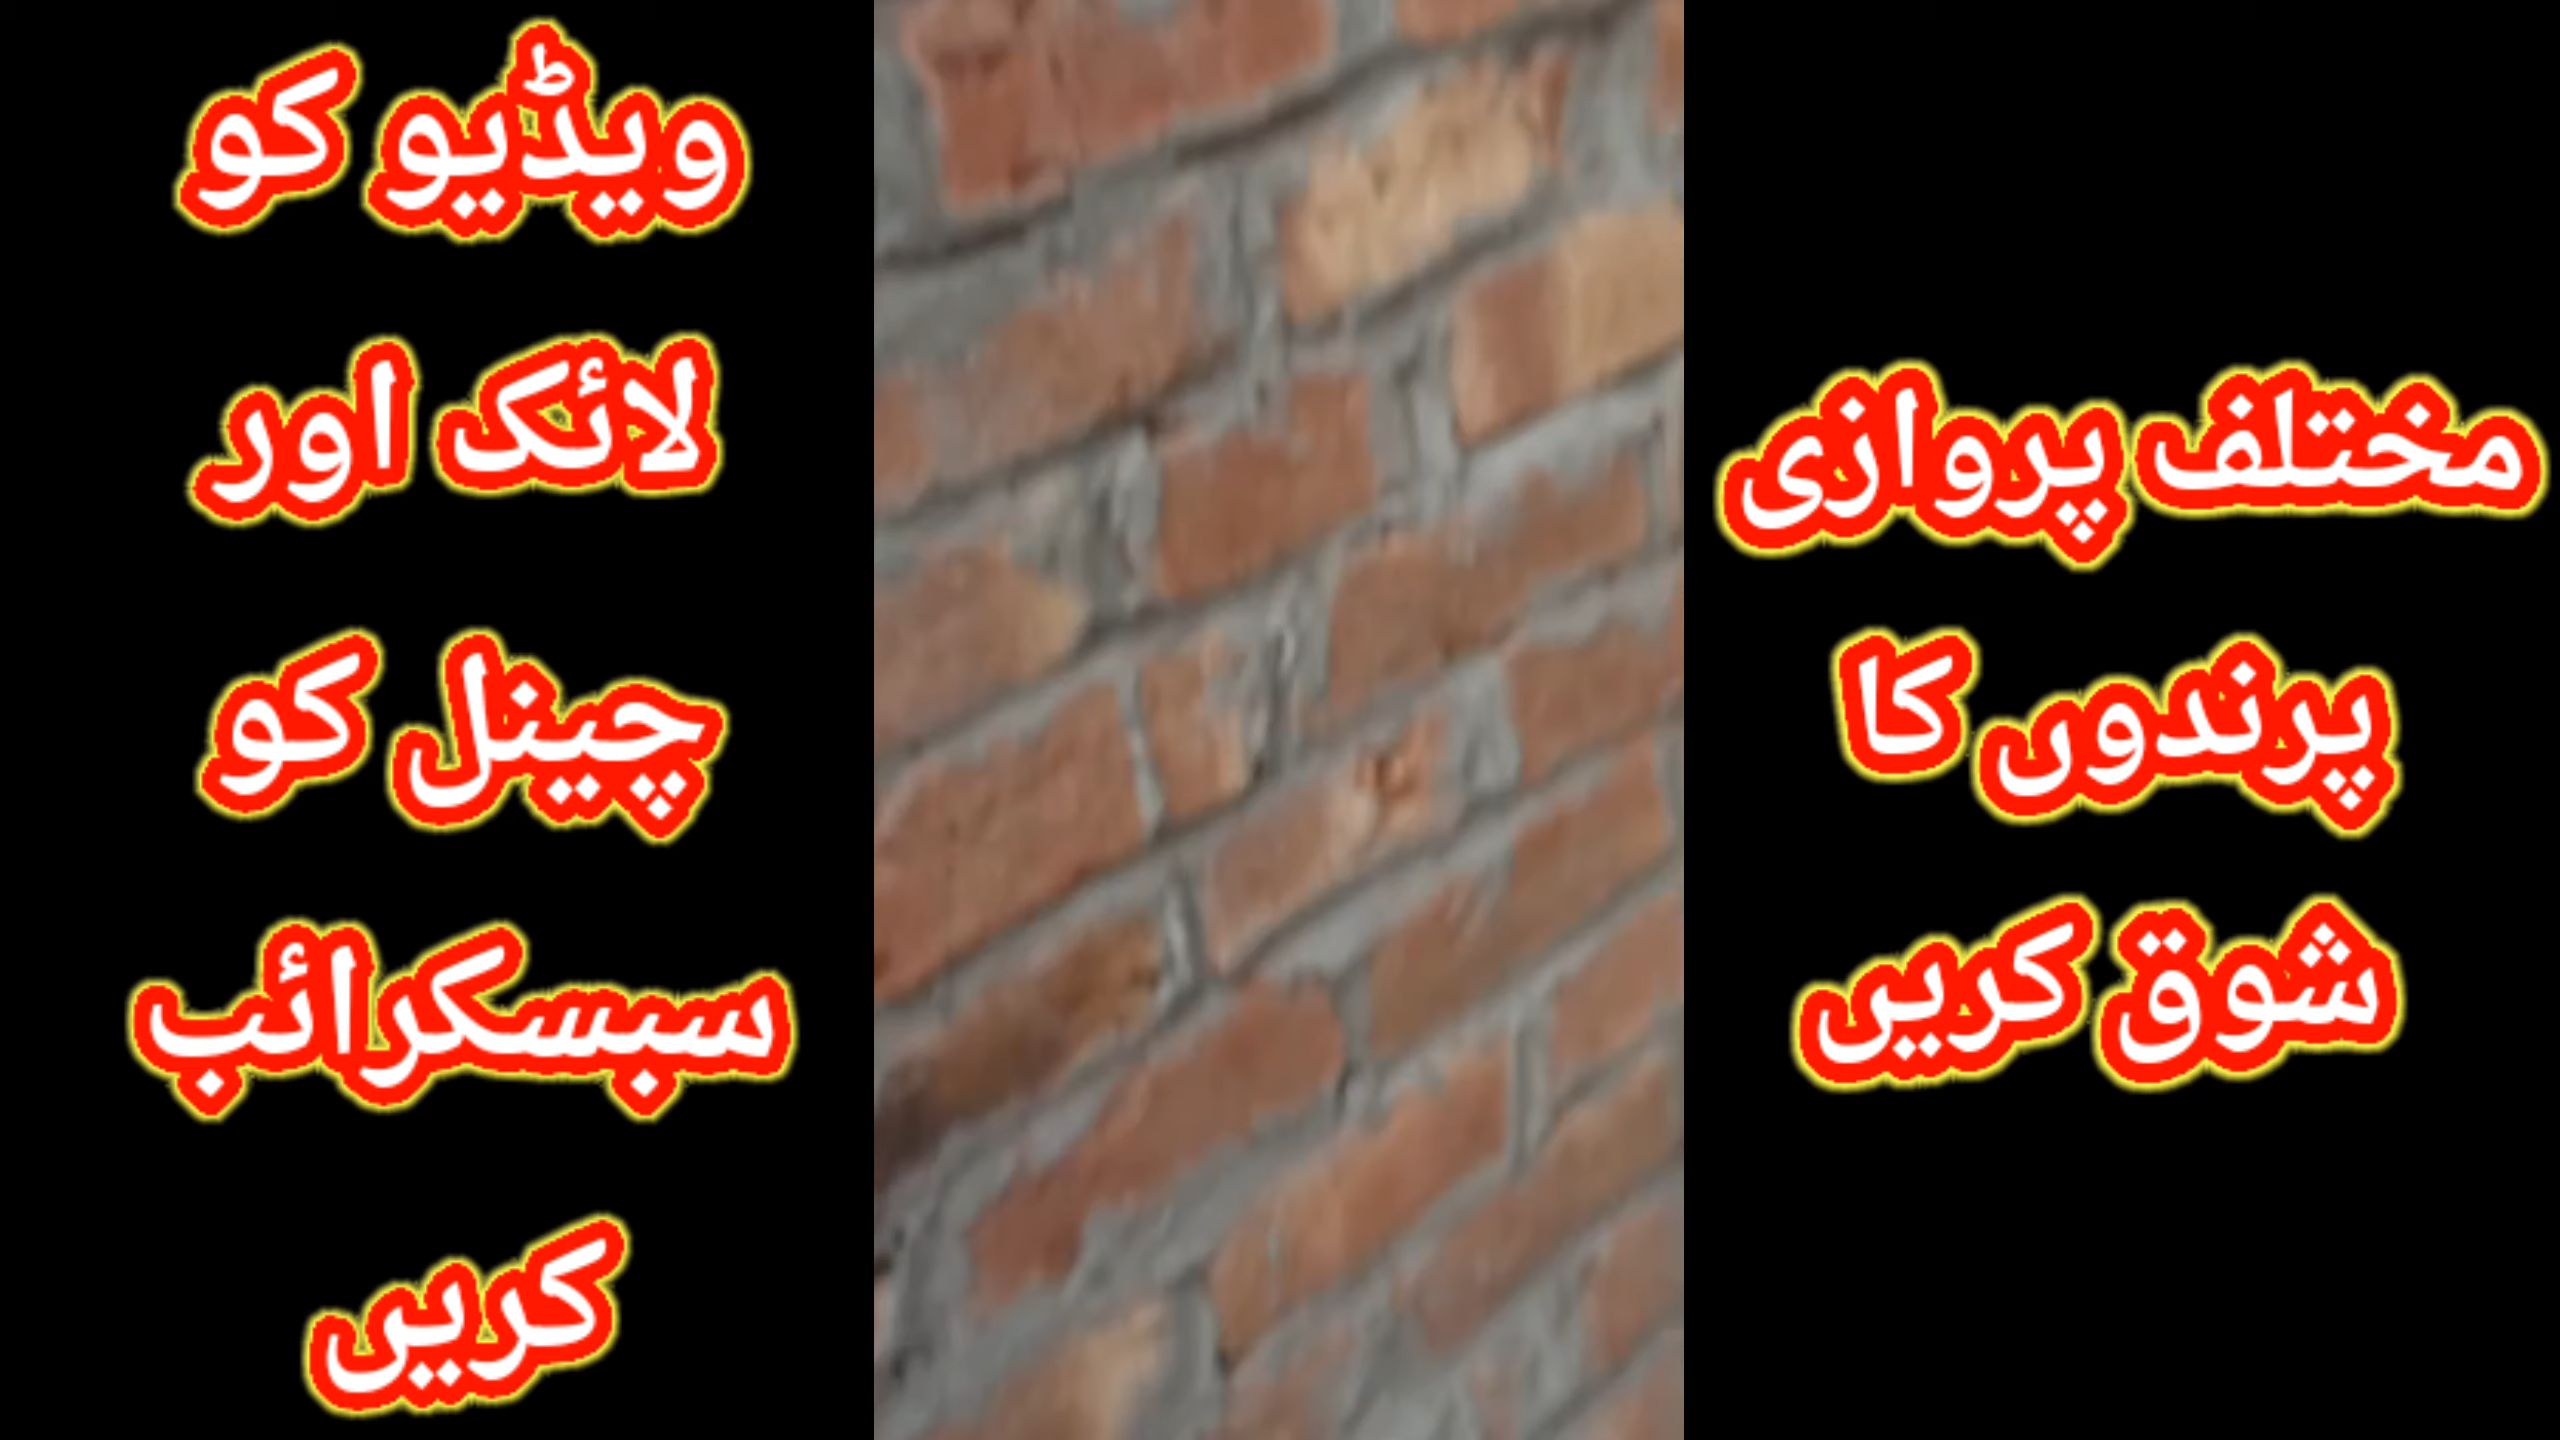 ویڈیو کو
لائک اور
چینل کو
سبسکرائب
کریں
مختلف پروازی
پرندوں کا
شوق کریں